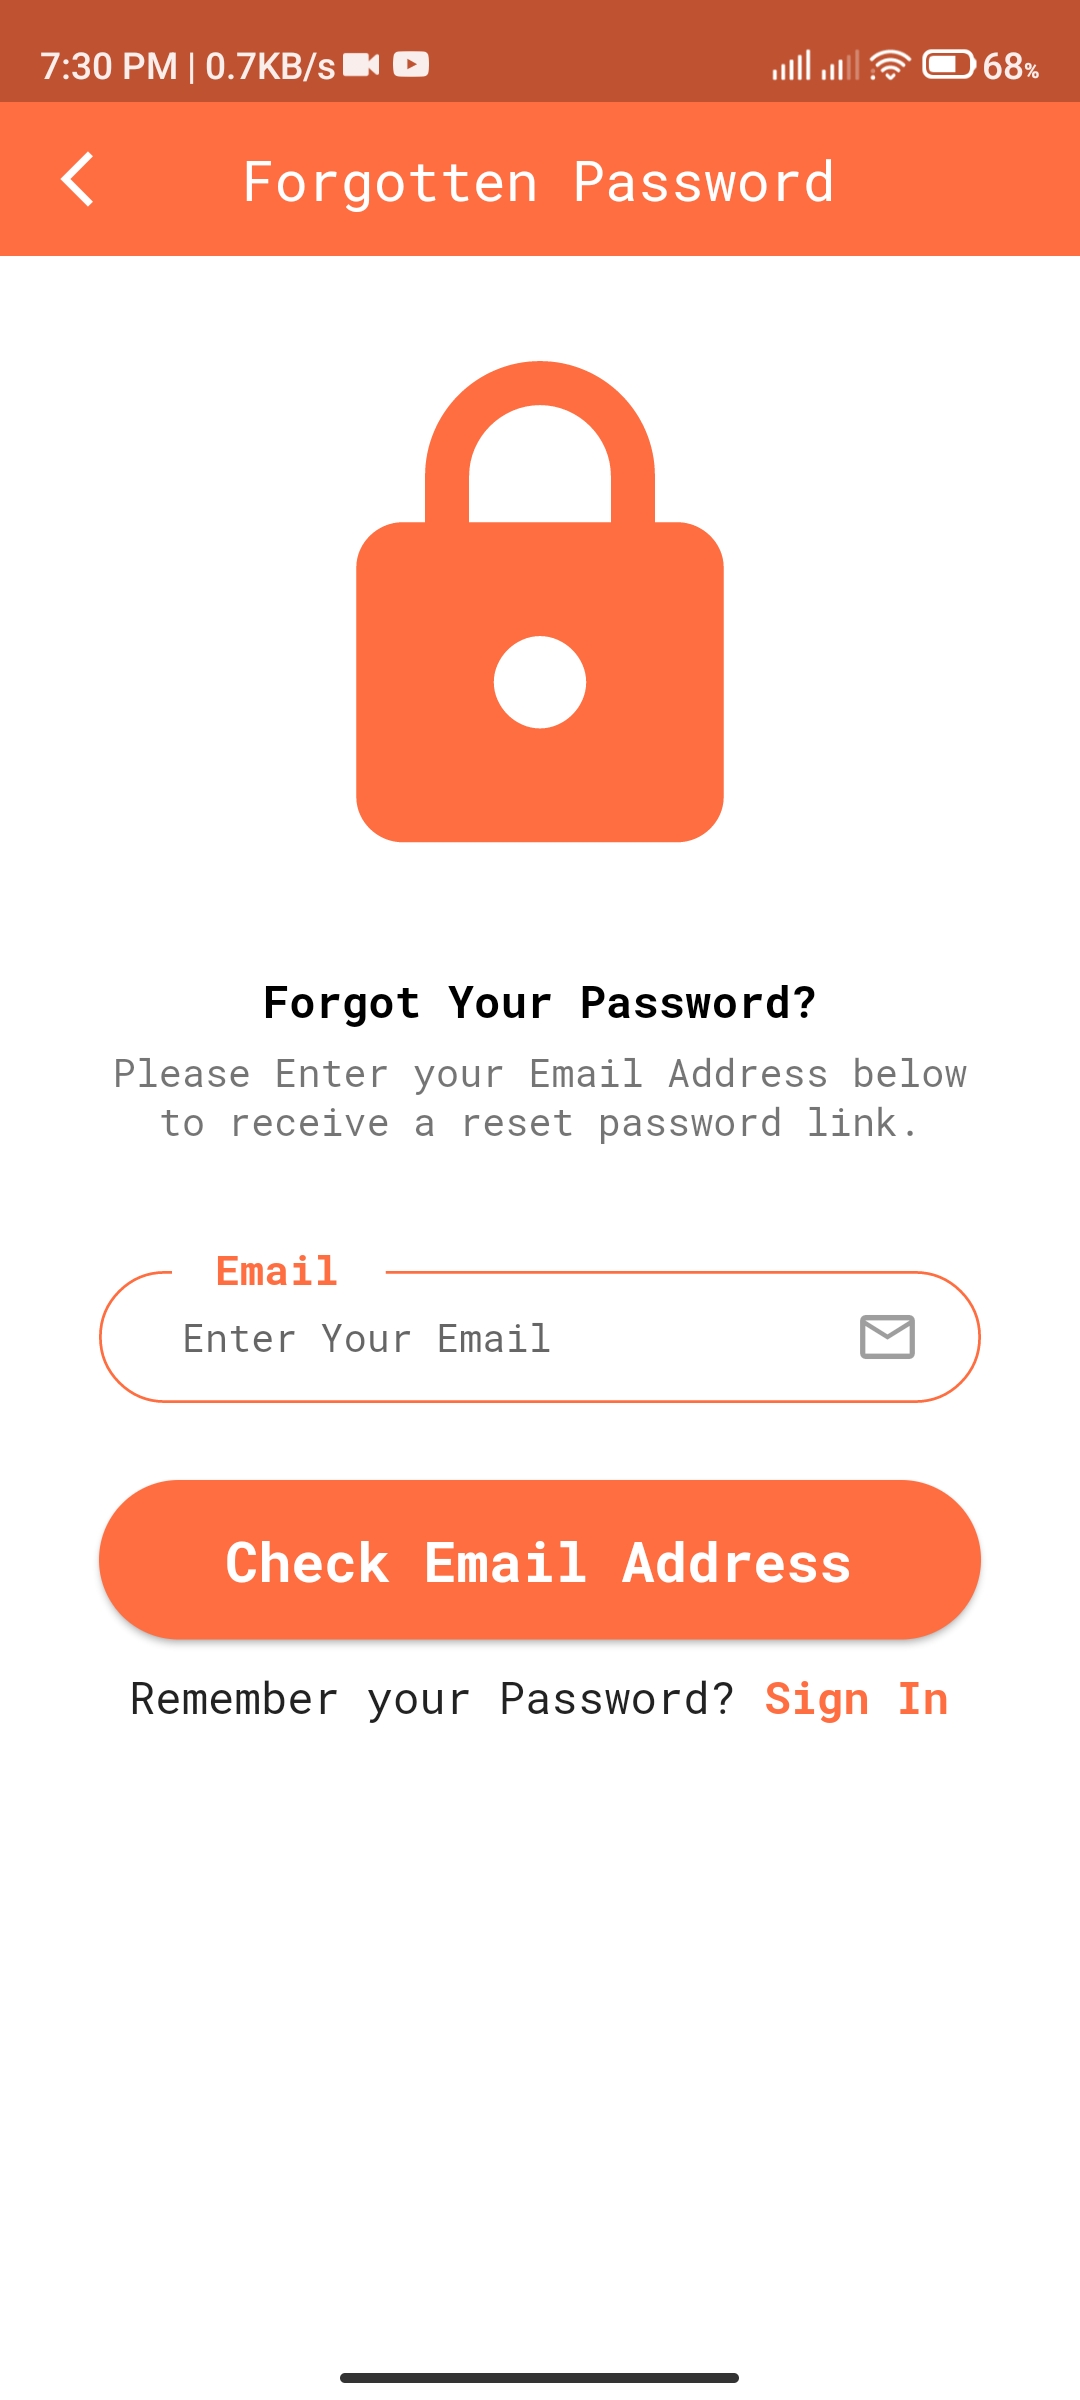 7:30 PM | 0.7KB/s 68%
Forgotten Password
Forgot Your Password?
Please Enter your Email Address below
to receive a reset password link.
Email
Enter Your Email
Check Email Address
Remember your Password? Sign In